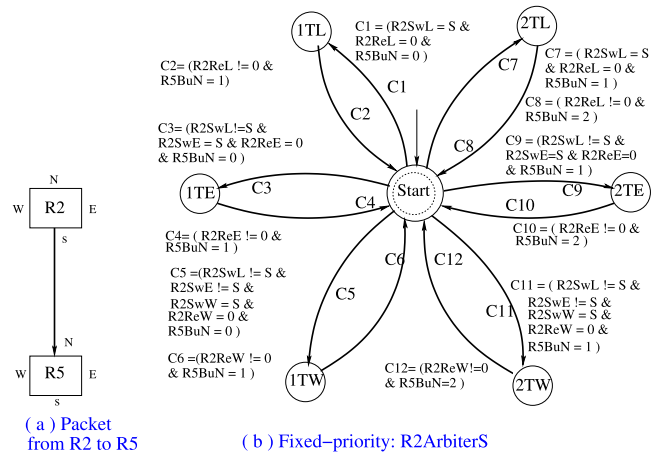 1TL
C1 = ( R2SwL = S &
R2ReL = 0 &
R5BuN = 0 )
2TL
C7 = ( R2SwL = S
& R2ReL = 0 &
R5BuN = 1 )
C2= (R2ReL != 0 &
R5BuN = 1)
C1
C2
C7
C8
C8 = ( R2ReL != 0 &
R5BuN = 2 )
C3= (R2SwL!=S &
R2SwE = S & R2ReE = 0
& R5BuN = 0 )
C9 = (R2SwL != S &
R2SwE=S & R2ReE=0
& R5BuN = 1 )
1TE
C3
C4
Start
C9
C10
2TE
C4= ( R2ReE != 0 &
R5BuN = 1 )
C10 = ( R2ReE != 0 &
R5BuN = 2 )
N
W
R2
E
s
C5 =(R2SwL != S &
R2SwE != S &
R2SwW = S &
R2ReW = 0 &
R5BuN = 0 )
C5
C6
C12
C11
C11 = ( R2SwL != S &
R2SwE != S &
R2SwW = S &
R2ReW = 0 &
R5BuN = 1 )
C6 =(R2ReW != 0
& R5BuN = 1 )
1TW
C12= (R2ReW!=0
& R5BuN=2 )
2TW
N
W
R5
E
s
( a ) Packet
from R2 to R5
( b ) Fixed−priority: R2ArbiterS